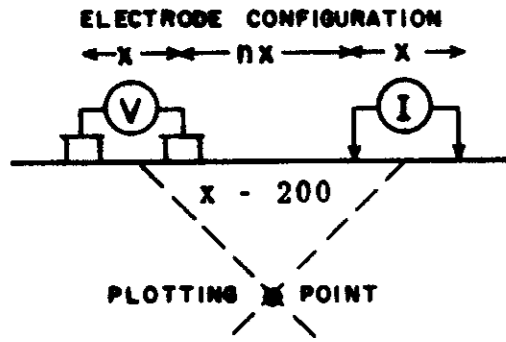 ELECTRODE CONFIGURATION
x nx x
V I
x - 200
PLOTTING POINT